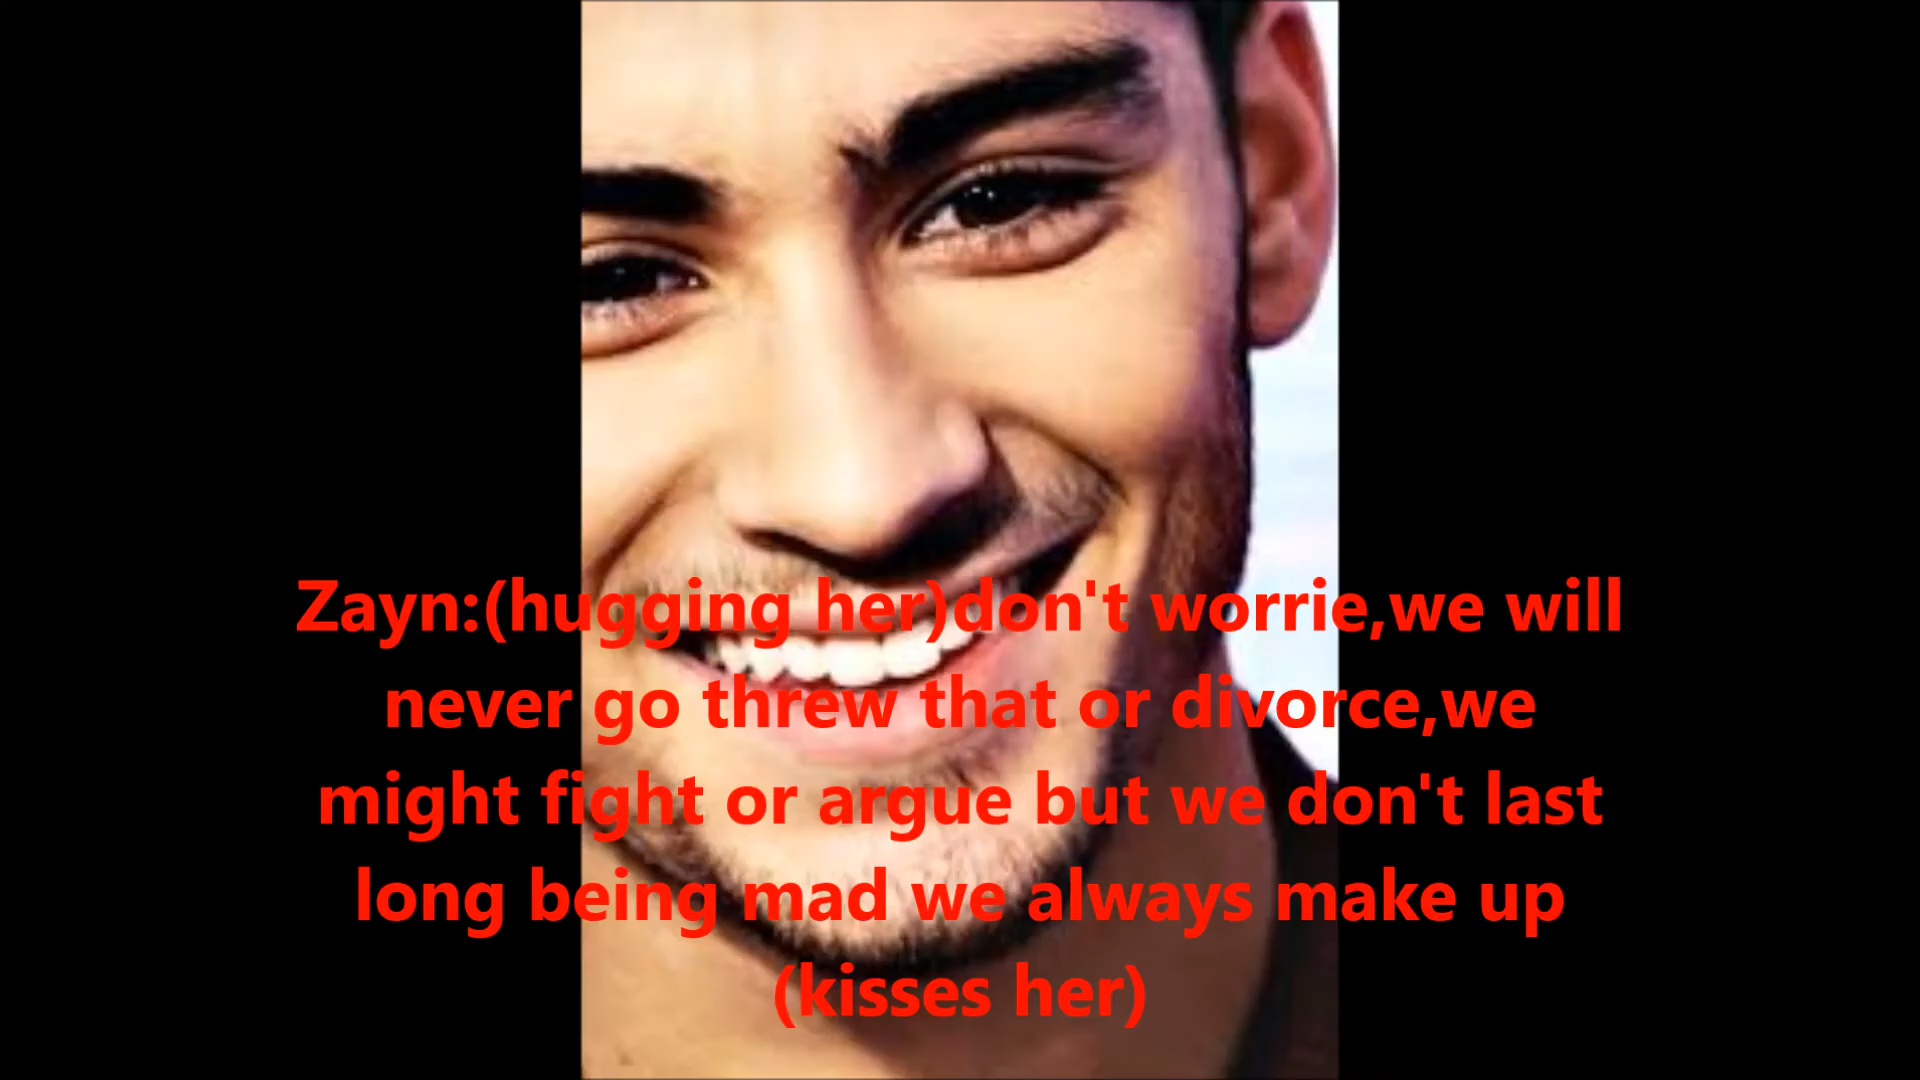 Zayn:(hugging her)don't worrie,we will
never go threw that or divorce,we
might fight or argue but we don't last
long being mad we always make up
(kisses her)